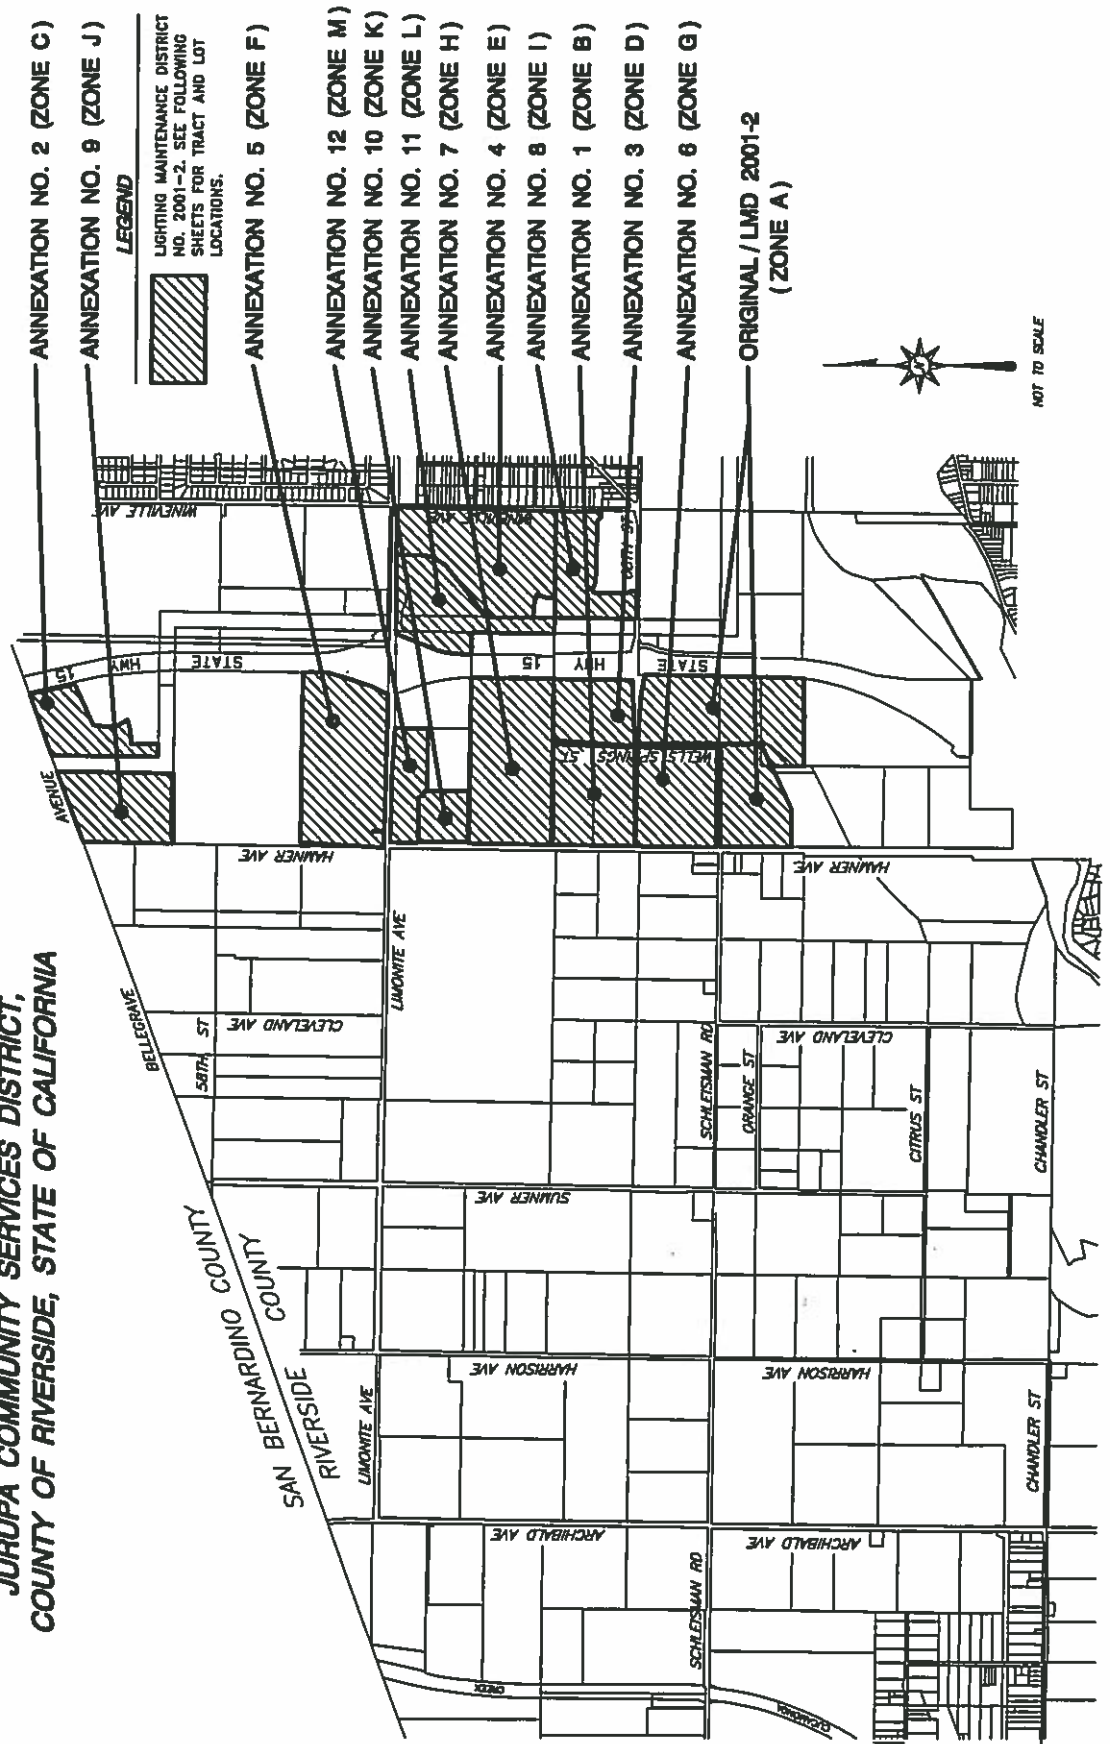 JURUPA COMMUNITY SERVICES DISTRICT,
COUNTY OF RIVERSIDE, STATE OF CALIFORNIA
ANNEXATION NO. 2 (ZONE C)
ANNEXATION NO. 9 (ZONE J)
LEGEND
LIGHTING MAINTENANCE DISTRICT
NO. 2001-2. SEE FOLLOWING
SHEETS FOR TRACT AND LOT
LOCATIONS.
ANNEXATION NO. 5 (ZONE F)
ANNEXATION NO. 12 (ZONE M)
ANNEXATION NO. 10 (ZONE K)
ANNEXATION NO. 11 (ZONE L)
ANNEXATION NO. 7 (ZONE H)
ANNEXATION NO. 4 (ZONE E)
ANNEXATION NO. 8 (ZONE I)
ANNEXATION NO. 1 (ZONE B)
ANNEXATION NO. 3 (ZONE D)
ANNEXATION NO. 6 (ZONE G)
ORIGINAL / LMD 2001-2
( ZONE A )
N
NOT TO SCALE
WINEVILLE AVE
STATE HWY 15
STATE HWY 15
68TH ST
WELLS SPRINGS ST
BELLEGRAVE
AVENUE
HAMNER AVE
HAMNER AVE
58TH ST
CLEVELAND AVE
CLEVELAND AVE
LIMONITE AVE
SCHLEISMAN RD
ORANGE ST
CITRUS ST
CHANDLER ST
SAN BERNARDINO COUNTY
RIVERSIDE COUNTY
SUMNER AVE
HARRISON AVE
HARRISON AVE
LIMONITE AVE
CHANDLER ST
ARCHIBALD AVE
ARCHIBALD AVE
SCHLEISMAN RD
CUCAMONGA
CREEK